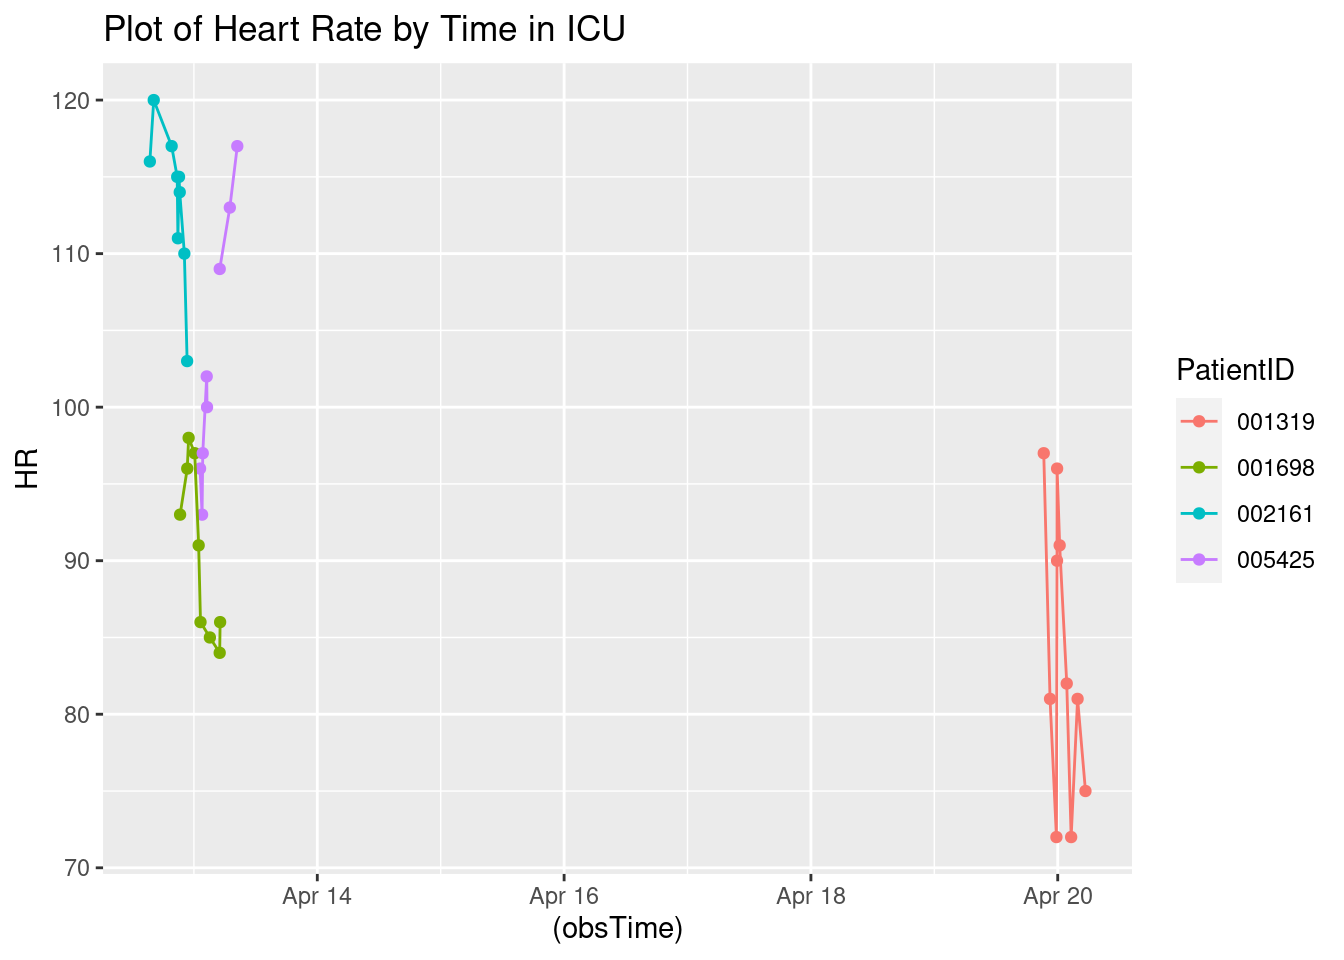 Plot of Heart Rate by Time in ICU
120
110
100
90
80
70
HR
Apr 14
Apr 16
Apr 18
Apr 20
(obsTime)
PatientID
001319
001698
002161
005425